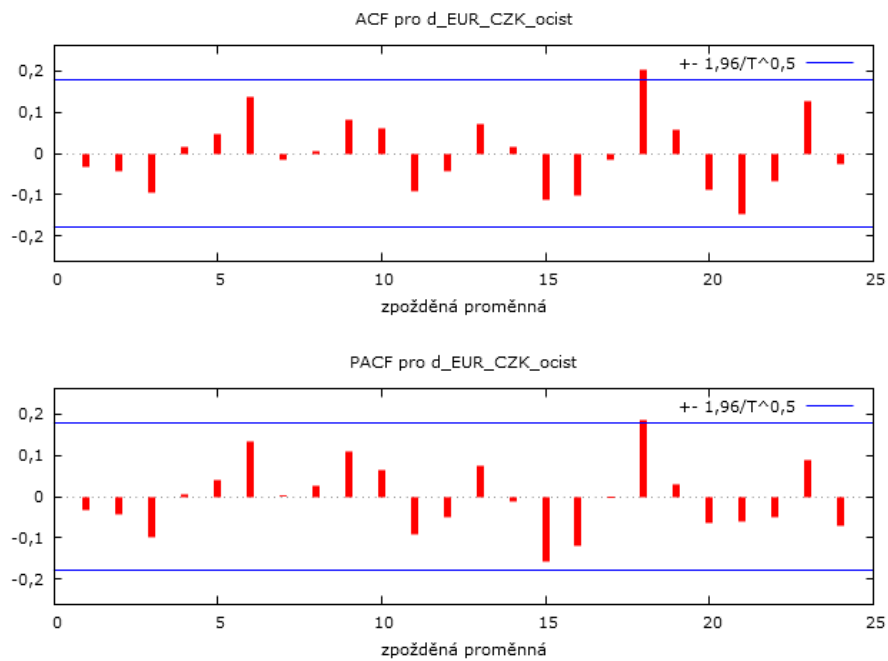 ACF pro d_EUR_CZK_ocist
+- 1,96/T^0,5
0,2
0,1
0
-0,1
-0,2
0 5 10 15 20 25
zpožděná proměnná
PACF pro d_EUR_CZK_ocist
+- 1,96/T^0,5
0,2
0,1
0
-0,1
-0,2
0 5 10 15 20 25
zpožděná proměnná